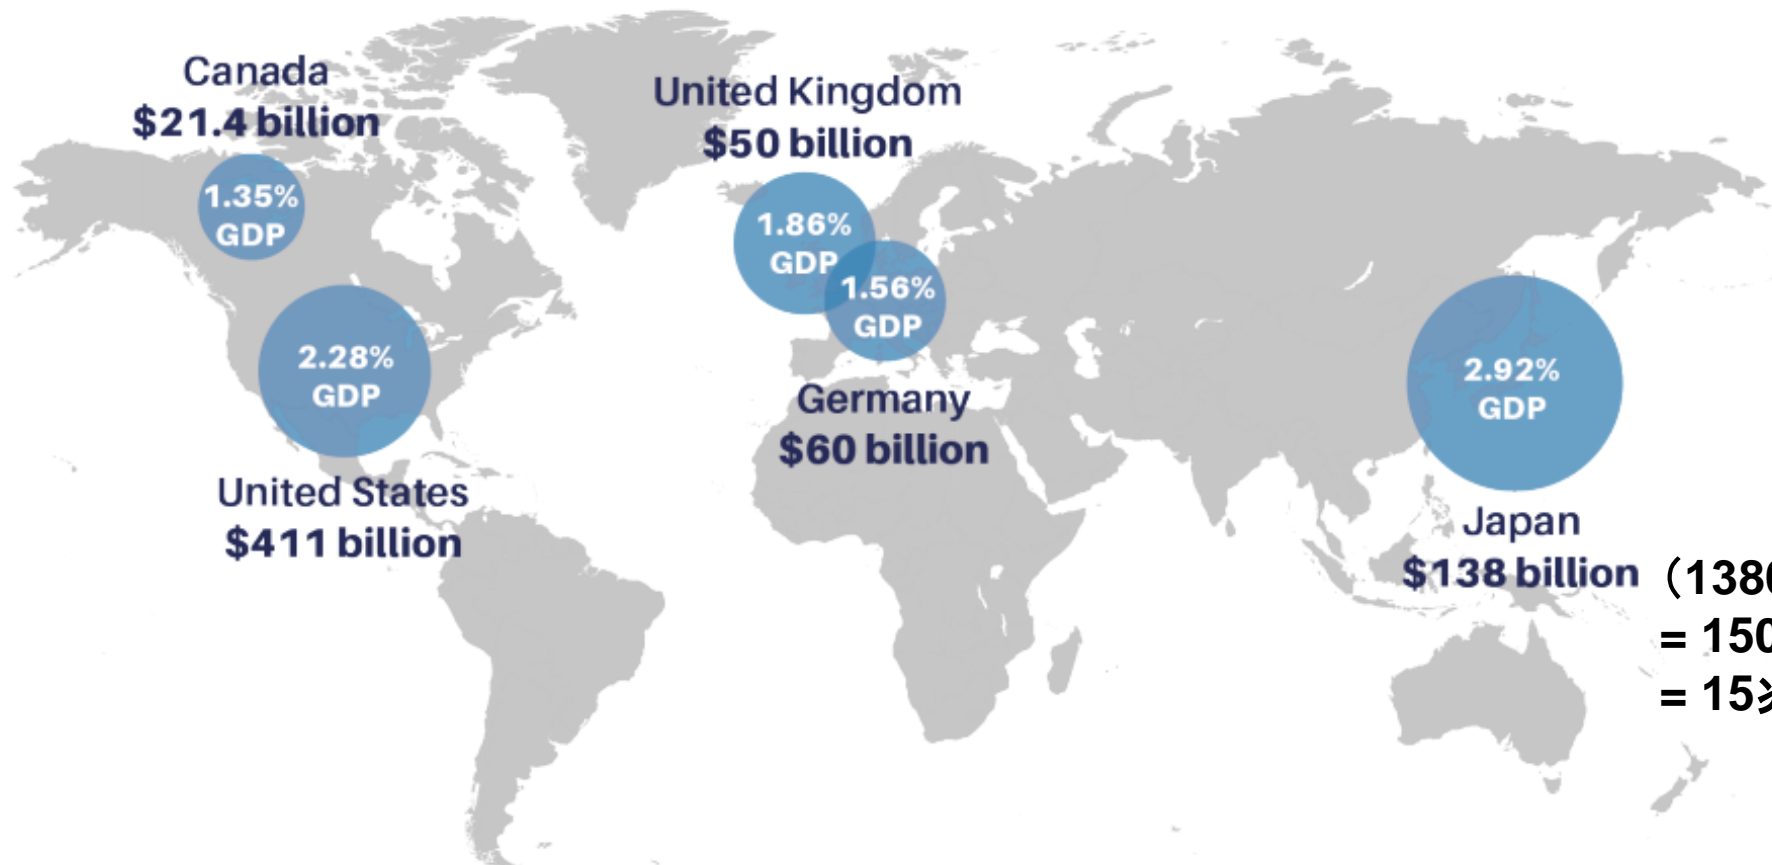 Canada
$21.4 billion
1.35%
GDP
United States
$411 billion
2.28%
GDP
United Kingdom
$50 billion
1.86%
GDP
1.56%
GDP
Germany
$60 billion
2.92%
GDP
Japan
$138 billion
= 15